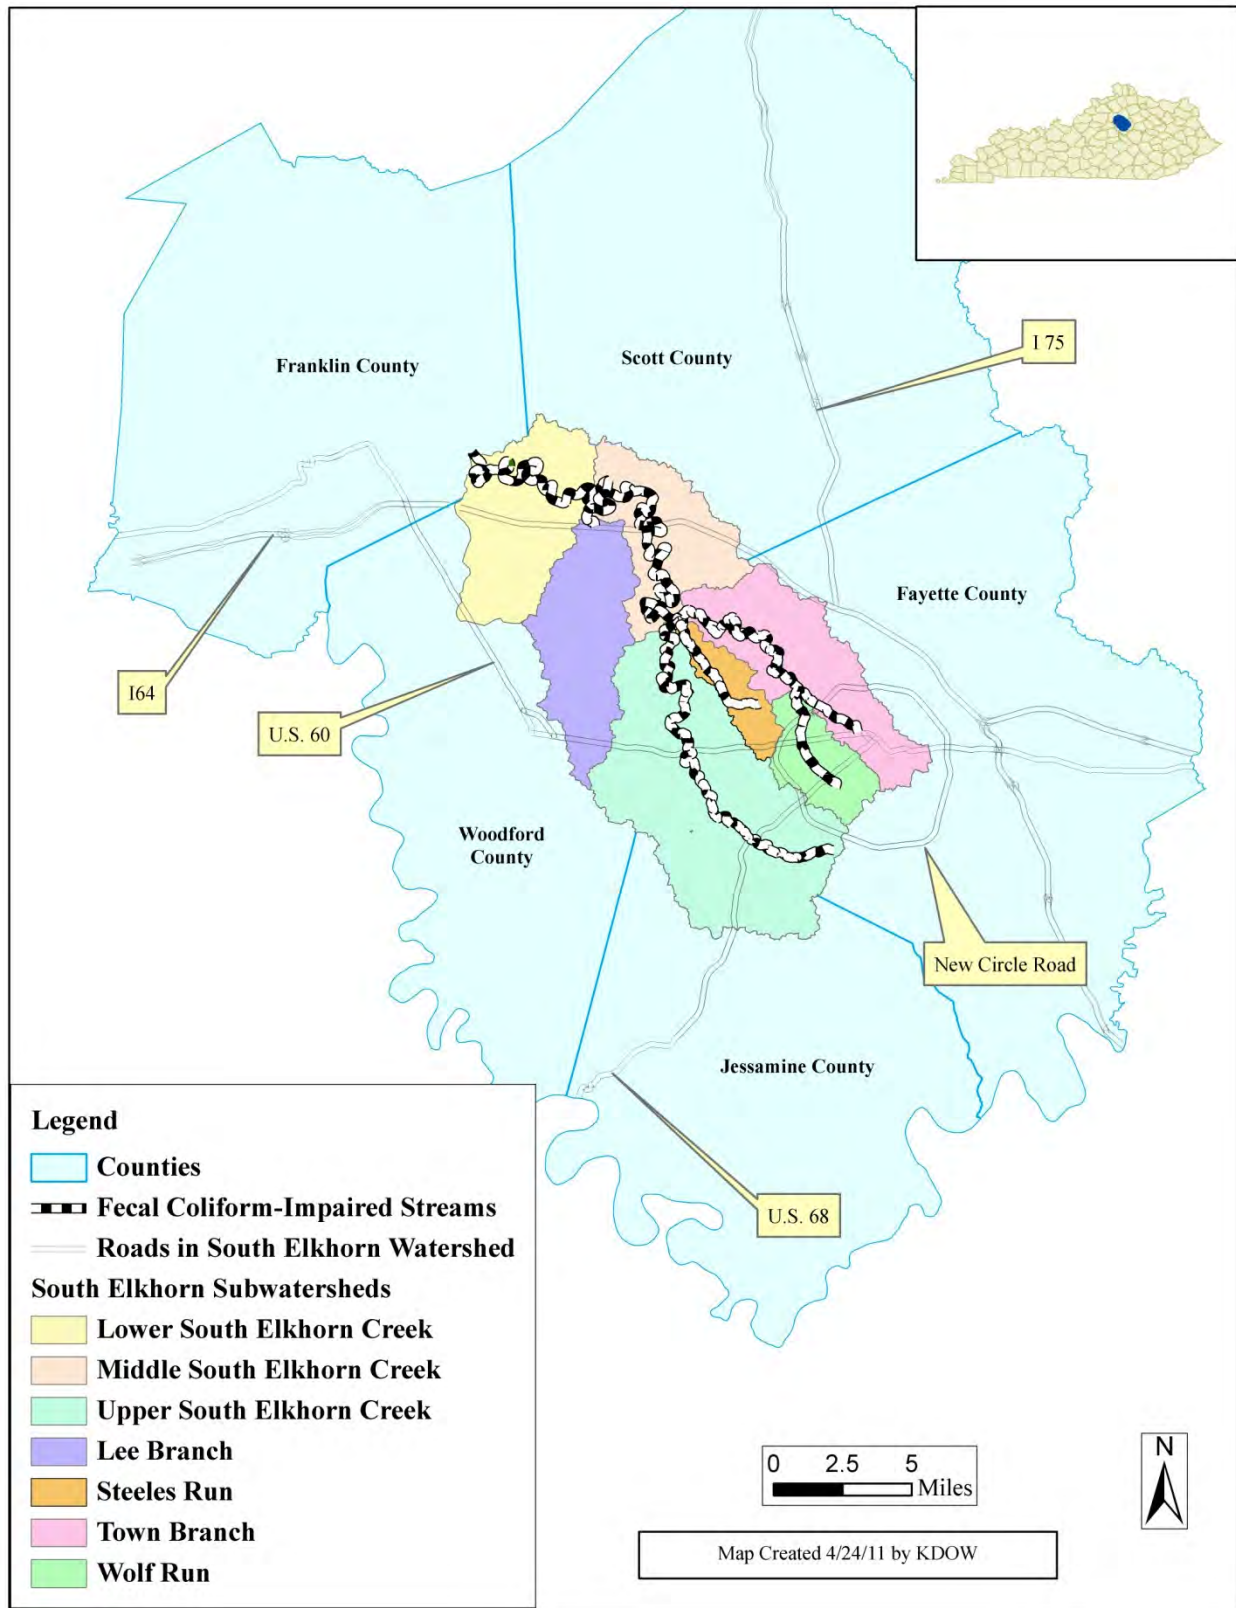 I 75
Scott County
Franklin County
Fayette County
I64
U.S. 60
Woodford
County
New Circle Road
Jessamine County
U.S. 68
Legend
Counties
Fecal Coliform-Impaired Streams
Roads in South Elkhorn Watershed
South Elkhorn Subwatersheds
Lower South Elkhorn Creek
Middle South Elkhorn Creek
Upper South Elkhorn Creek
Lee Branch
Steeles Run
Town Branch
Wolf Run
0 2.5 5
Miles
N
Map Created 4/24/11 by KDOW